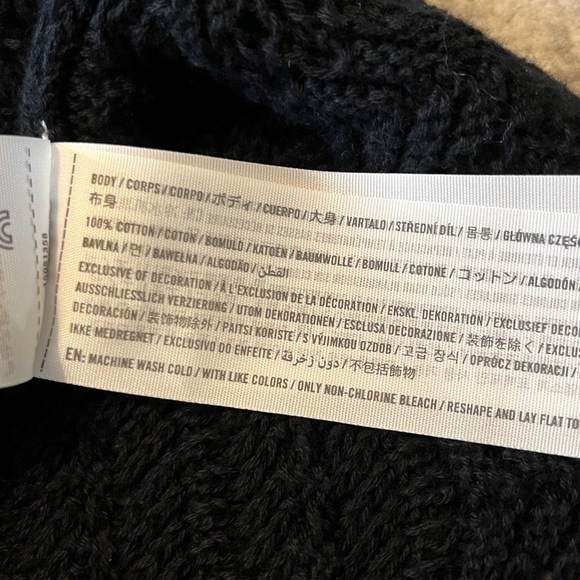 BODY / CORPS / CORPO / ボディ / CUERPO / 大身 / VARTALO / STŘEDNÍ DÍL / 몸통 / GŁÓWNA CZĘŚ
布身
100% COTTON / COTON / BOMULD / KATOEN / BAUMWOLLE / BOMULL / COTONE / コットン / ALGODÓN
BAVLNA / 면 / BAWEŁNA / ALGODÃO / القطن
EXCLUSIVE OF DECORATION / À L'EXCLUSION DE LA DÉCORATION / EKSKL. DEKORATION / EXCLUSIEF DECO
AUSSCHLIESSLICH VERZIERUNG / UTOM DEKORATIONEN / ESCLUSA DECORAZIONE / 装飾を除く / EXCLUS
DECORACIÓN / 装饰物除外 / PAITSI KORISTE / S VÝJIMKOU OZDOB / 고급 장식 / OPRÓCZ DEKORACJI /
IKKE MEDREGNET / EXCLUSIVO DO ENFEITE / دون زخرفة / 不包括飾物
EN: MACHINE WASH COLD / WITH LIKE COLORS / ONLY NON-CHLORINE BLEACH / RESHAPE AND LAY FLAT TO